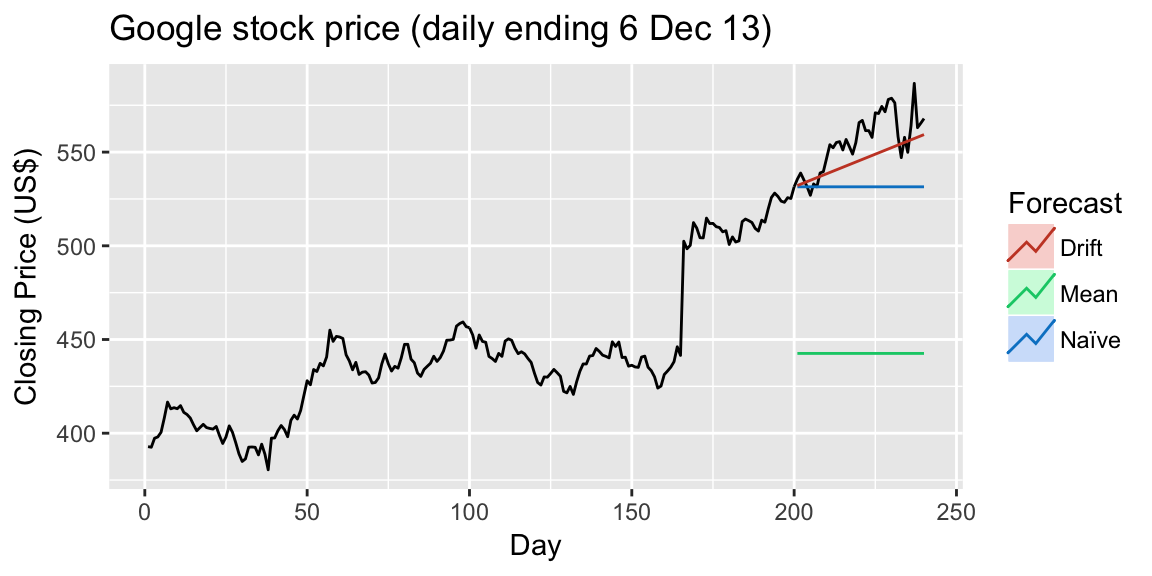 Google stock price (daily ending 6 Dec 13)
Closing Price (US$)
550
500
450
400
0 50 100 150 200 250
Day
Forecast
Drift
Mean
Naïve